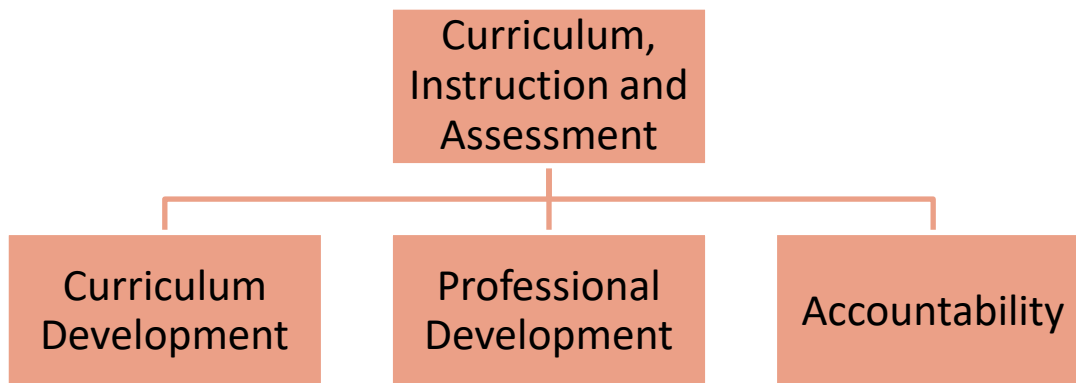 Curriculum,
Instruction and
Assessment
Curriculum
Development
Professional
Development
Accountability